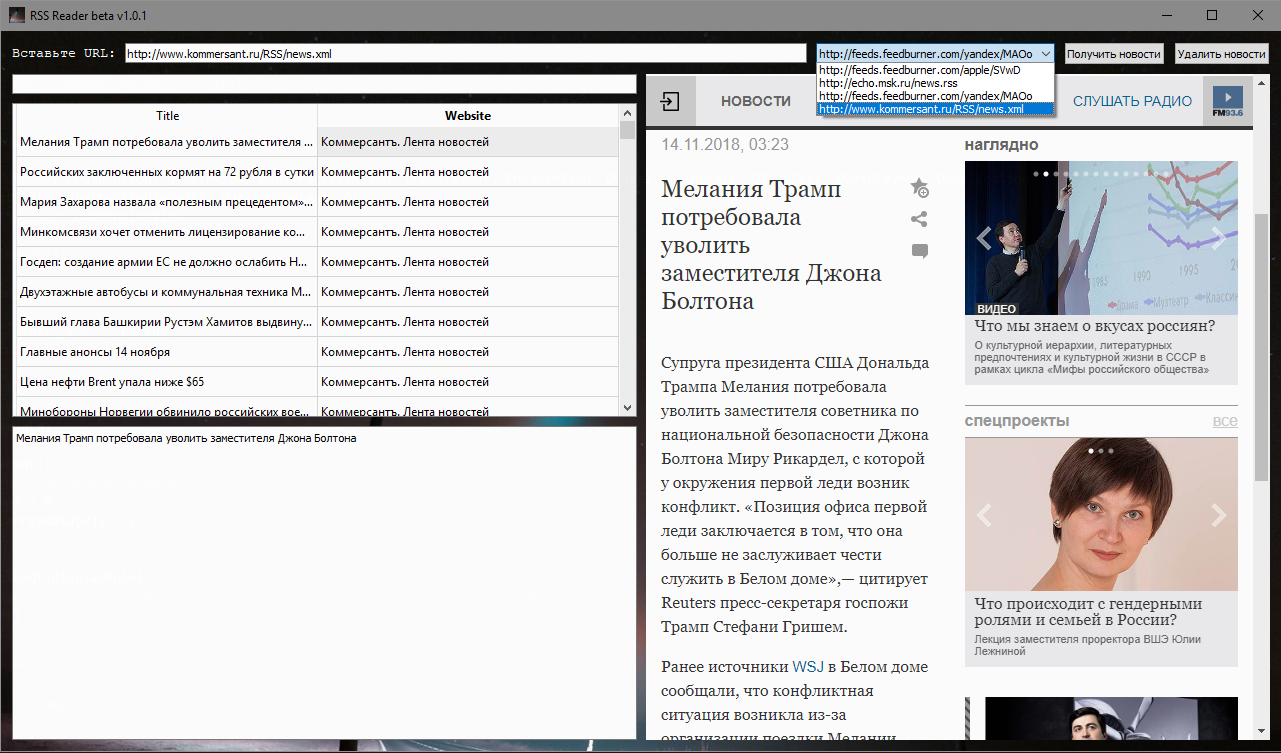 RSS Reader beta v1.0.1
Вставьте URL:
http://www.kommersant.ru/RSS/news.xml
http://feeds.feedburner.com/yandex/MAOo
Получить новости
Удалить новости
http://feeds.feedburner.com/apple/SVwD
http://echo.msk.ru/news.rss
http://feeds.feedburner.com/yandex/MAOo
http://www.kommersant.ru/RSS/news.xml
Title Website
Мелания Трамп потребовала уволить заместителя ... Коммерсантъ. Лента новостей
Российских заключенных кормят на 72 рубля в сутки Коммерсантъ. Лента новостей
Мария Захарова назвала «полезным прецедентом»... Коммерсантъ. Лента новостей
Минкомсвязи хочет отменить лицензирование ко... Коммерсантъ. Лента новостей
Госдеп: создание армии ЕС не должно ослабить Н... Коммерсантъ. Лента новостей
Двухэтажные автобусы и коммунальная техника М... Коммерсантъ. Лента новостей
Бывший глава Башкирии Рустэм Хамитов выдвину... Коммерсантъ. Лента новостей
Главные анонсы 14 ноября Коммерсантъ. Лента новостей
Цена нефти Brent упала ниже $65 Коммерсантъ. Лента новостей
Минобороны Норвегии обвинило российских вое... Коммерсантъ. Лента новостей
Мелания Трамп потребовала уволить заместителя Джона Болтона
НОВОСТИ
СЛУШАТЬ РАДИО
FM93.6
14.11.2018, 03:23
Мелания Трамп
потребовала
уволить
заместителя Джона
Болтона
Супруга президента США Дональда
Трампа Мелания потребовала
уволить заместителя советника по
национальной безопасности Джона
Болтона Миру Рикардел, с которой
у окружения первой леди возник
конфликт. «Позиция офиса первой
леди заключается в том, что она
больше не заслуживает чести
служить в Белом доме»,— цитирует
Reuters пресс-секретаря госпожи
Трамп Стефани Гришем.
Ранее источники WSJ в Белом доме
сообщали, что конфликтная
ситуация возникла из-за
организации поездки Мелании
наглядно
1985
1990
1995
Драма
Музтеатр
Классик
ВИДЕО
Что мы знаем о вкусах россиян?
О культурной иерархии, литературных
предпочтениях и культурной жизни в СССР в
рамках цикла «Мифы российского общества»
спецпроекты
все
Что происходит с гендерными
ролями и семьей в России?
Лекция заместителя проректора ВШЭ Юлии
Лежниной